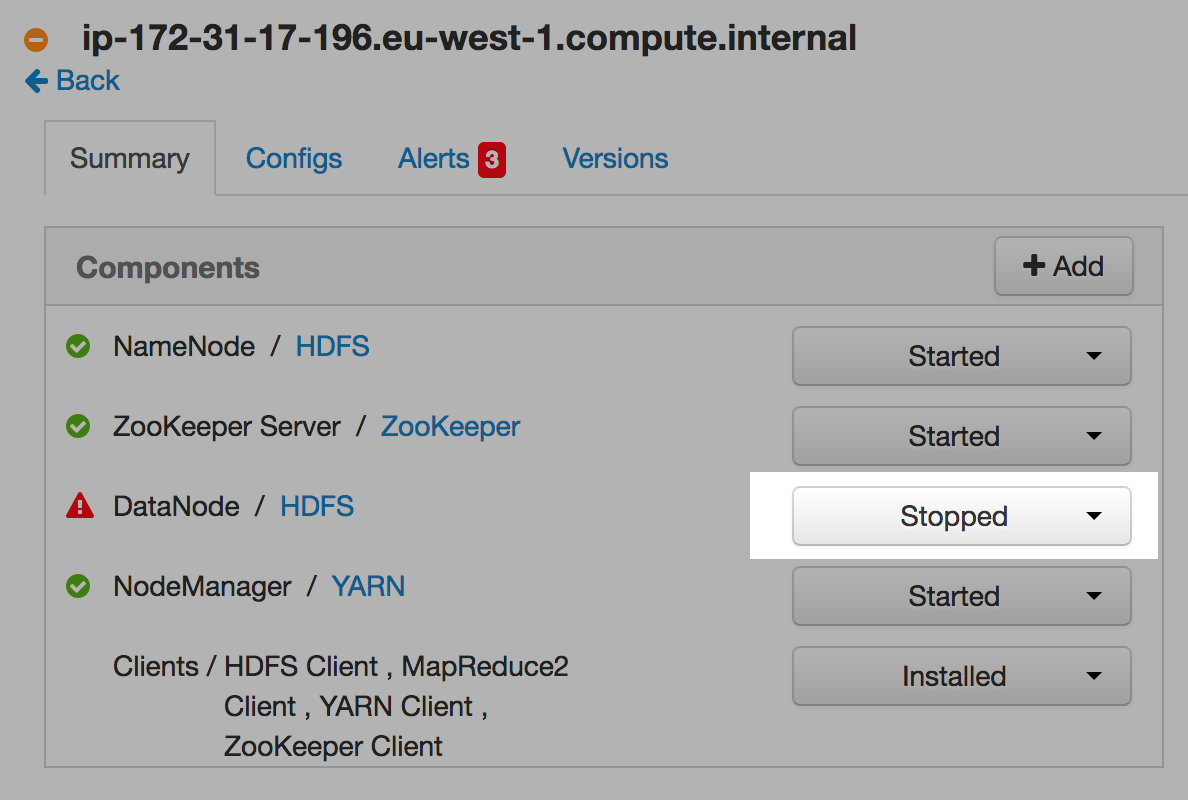 ip-172-31-17-196.eu-west-1.compute.internal
Back
Summary Configs Alerts 3 Versions
Components Add
NameNode / HDFS Started
ZooKeeper Server / ZooKeeper Started
DataNode / HDFS Stopped
NodeManager / YARN Started
Clients / HDFS Client , MapReduce2 Installed
Client , YARN Client ,
ZooKeeper Client